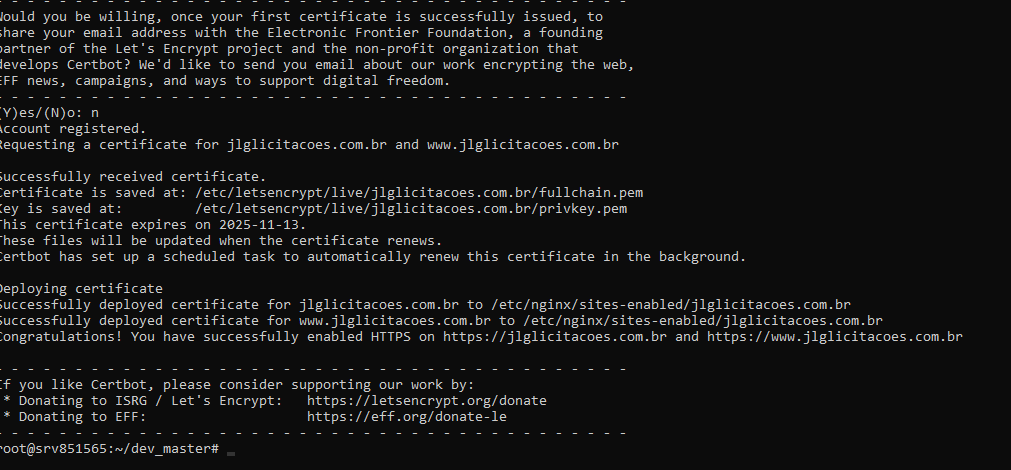 - - - - - - - - - - - - - - - - - - - - - - - - - - - - - - - - - - - - - - - -
Would you be willing, once your first certificate is successfully issued, to
share your email address with the Electronic Frontier Foundation, a founding
partner of the Let's Encrypt project and the non-profit organization that
develops Certbot? We'd like to send you email about our work encrypting the web,
EFF news, campaigns, and ways to support digital freedom.
- - - - - - - - - - - - - - - - - - - - - - - - - - - - - - - - - - - - - - - -
(Y)es/(N)o: n
Account registered.
Requesting a certificate for jlglicitacoes.com.br and www.jlglicitacoes.com.br
Successfully received certificate.
Certificate is saved at: /etc/letsencrypt/live/jlglicitacoes.com.br/fullchain.pem
Key is saved at:         /etc/letsencrypt/live/jlglicitacoes.com.br/privkey.pem
This certificate expires on 2025-11-13.
These files will be updated when the certificate renews.
Certbot has set up a scheduled task to automatically renew this certificate in the background.
Deploying certificate
Successfully deployed certificate for jlglicitacoes.com.br to /etc/nginx/sites-enabled/jlglicitacoes.com.br
Successfully deployed certificate for www.jlglicitacoes.com.br to /etc/nginx/sites-enabled/jlglicitacoes.com.br
Congratulations! You have successfully enabled HTTPS on https://jlglicitacoes.com.br and https://www.jlglicitacoes.com.br
- - - - - - - - - - - - - - - - - - - - - - - - - - - - - - - - - - - - - - - -
If you like Certbot, please consider supporting our work by:
 * Donating to ISRG / Let's Encrypt:   https://letsencrypt.org/donate
 * Donating to EFF:                    https://eff.org/donate-le
- - - - - - - - - - - - - - - - - - - - - - - - - - - - - - - - - - - - - - - -
root@srv851565:~/dev_master# _